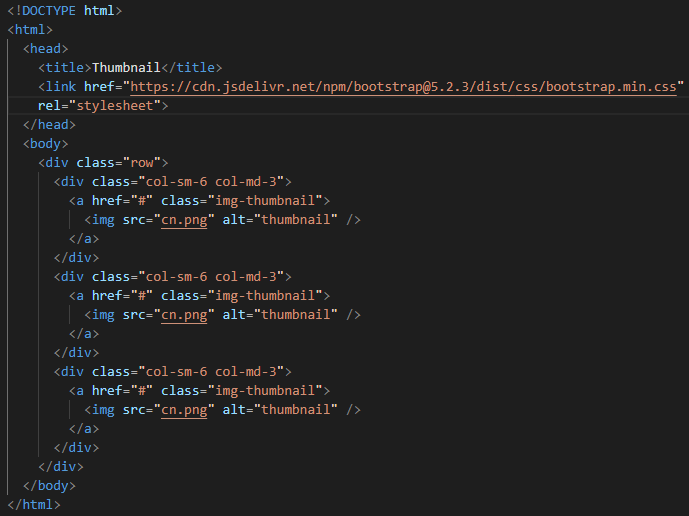 <!DOCTYPE html>
<html>
<head>
<title>Thumbnail</title>
<link href="https://cdn.jsdelivr.net/npm/bootstrap@5.2.3/dist/css/bootstrap.min.css"
rel="stylesheet">
</head>
<body>
<div class="row">
<div class="col-sm-6 col-md-3">
<a href="#" class="img-thumbnail">
<img src="cn.png" alt="thumbnail" />
</a>
</div>
<div class="col-sm-6 col-md-3">
<a href="#" class="img-thumbnail">
<img src="cn.png" alt="thumbnail" />
</a>
</div>
<div class="col-sm-6 col-md-3">
<a href="#" class="img-thumbnail">
<img src="cn.png" alt="thumbnail" />
</a>
</div>
</div>
</body>
</html>